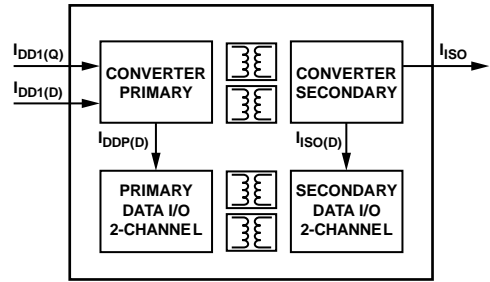 IDD1(Q)
IDD1(D)
CONVERTER
PRIMARY
CONVERTER
SECONDARY
IISO
IDDP(D)
IISO(D)
PRIMARY
DATA I/O
2-CHANNEL
SECONDARY
DATA I/O
2-CHANNEL